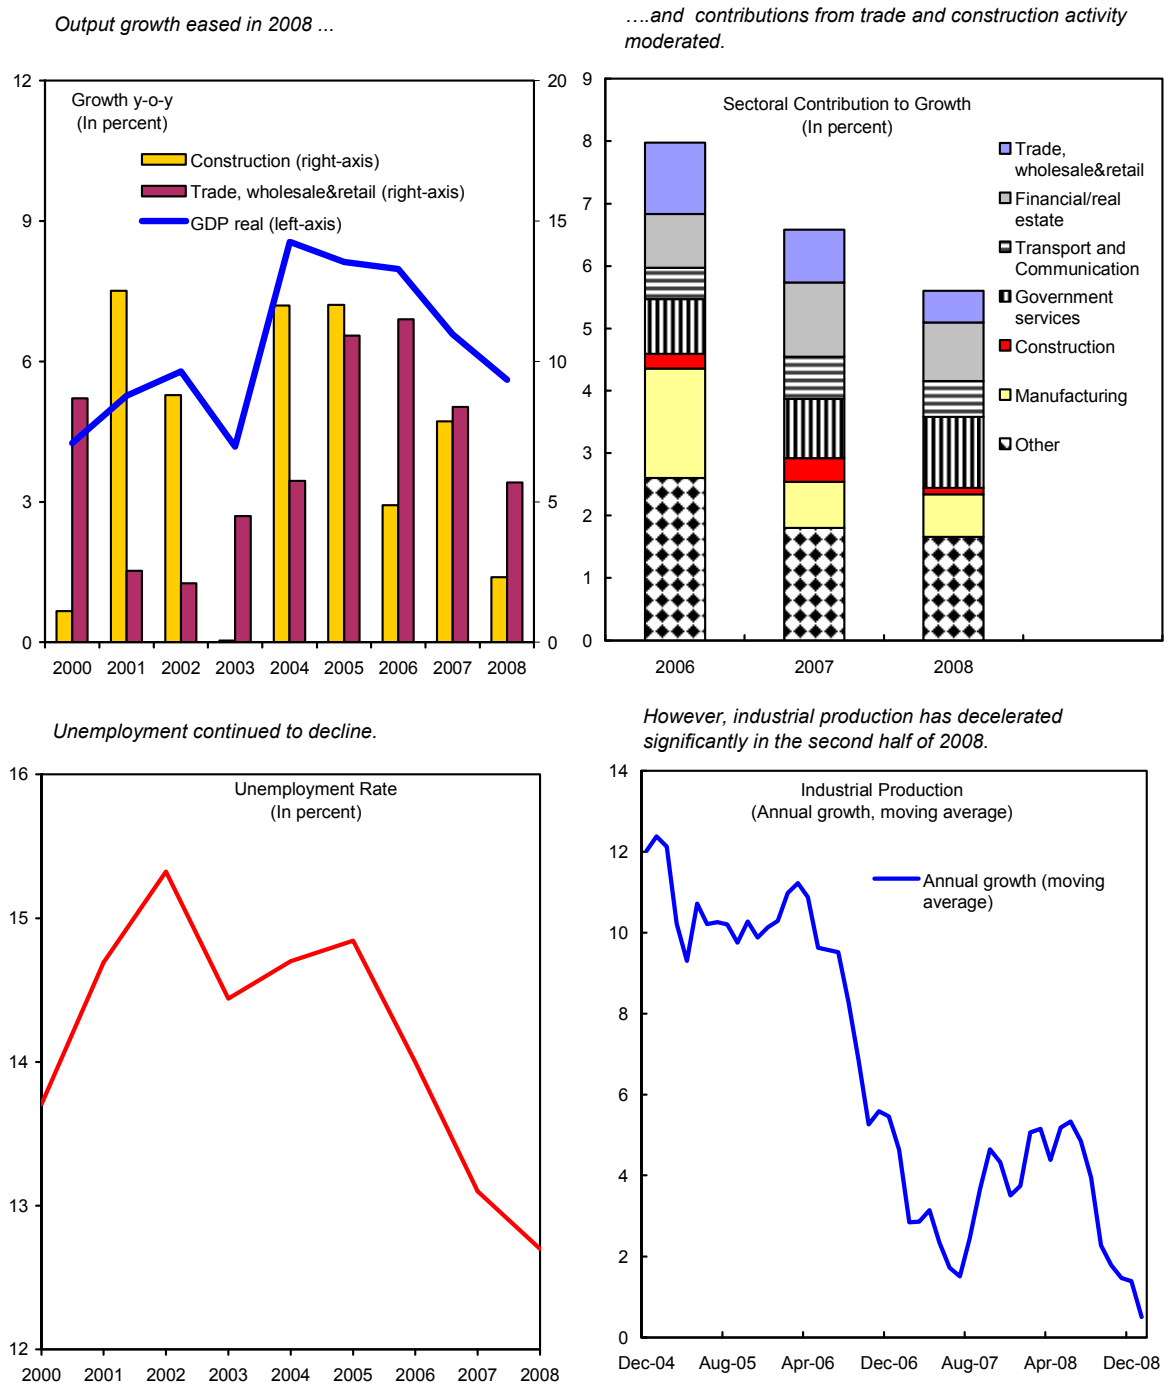 Output growth eased in 2008 ...
12
9
6
3
0
20
15
10
5
0
Growth y-o-y
(In percent)
Construction (right-axis)
Trade, wholesale&retail (right-axis)
GDP real (left-axis)
2000 2001 2002 2003 2004 2005 2006 2007 2008
….and contributions from trade and construction activity
moderated.
9
8
7
6
5
4
3
2
1
0
Sectoral Contribution to Growth
(In percent)
Trade,
wholesale&retail
Financial/real
estate
Transport and
Communication
Government
services
Construction
Manufacturing
Other
2006 2007 2008
Unemployment continued to decline.
16
15
14
13
12
Unemployment Rate
(In percent)
2000 2001 2002 2003 2004 2005 2006 2007 2008
However, industrial production has decelerated
significantly in the second half of 2008.
14
12
10
8
6
4
2
0
Industrial Production
(Annual growth, moving average)
Annual growth (moving
average)
Dec-04 Aug-05 Apr-06 Dec-06 Aug-07 Apr-08 Dec-08